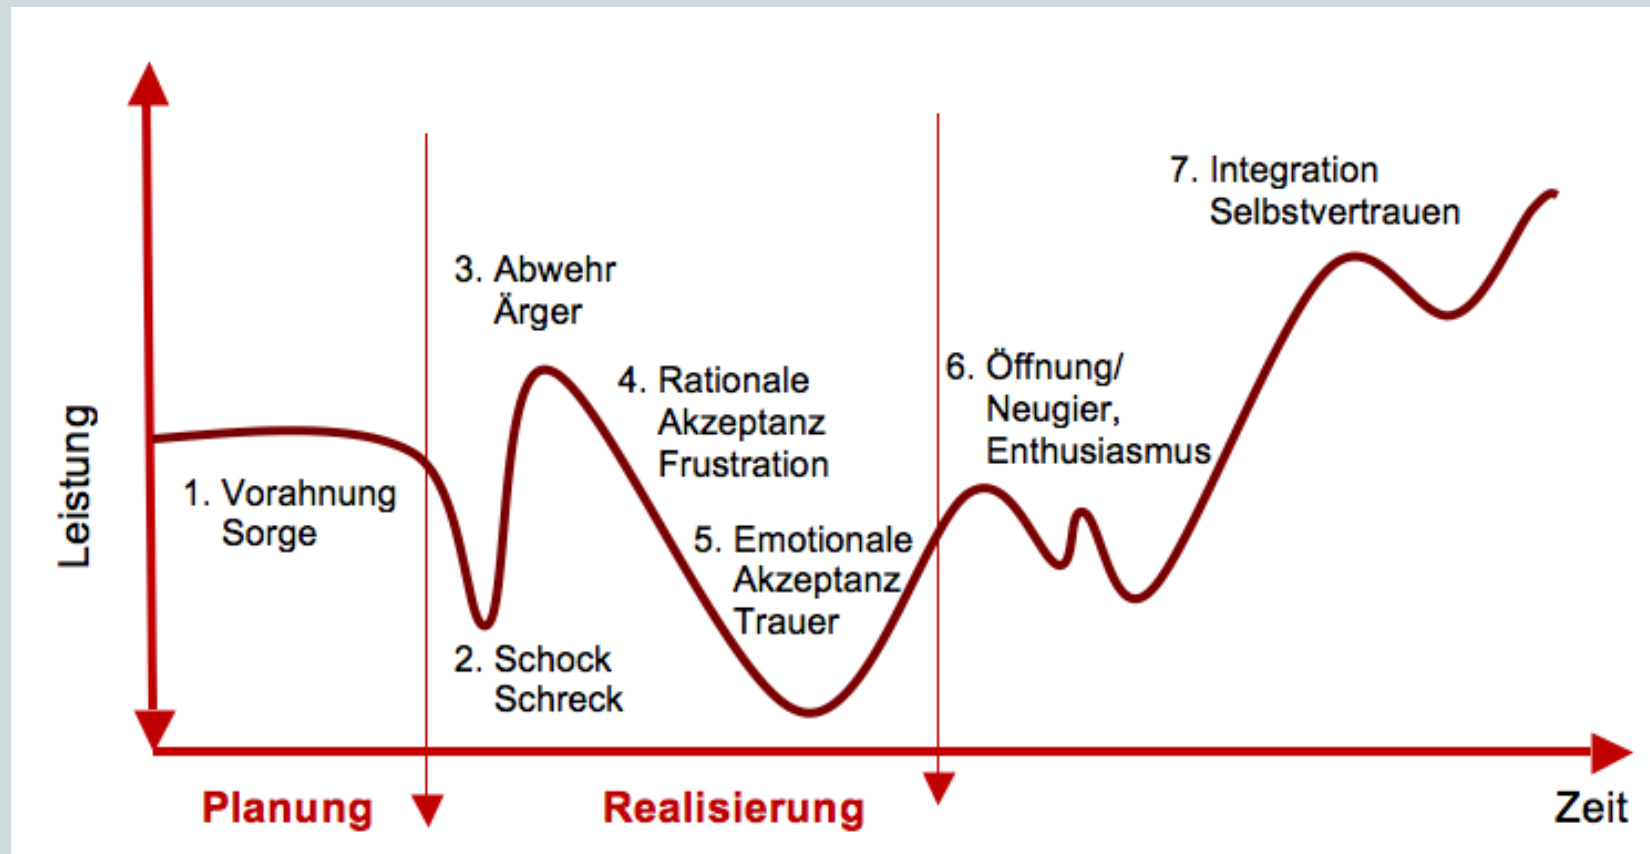 Leistung
1. Vorahnung
Sorge
2. Schock
Schreck
3. Abwehr
Ärger
4. Rationale
Akzeptanz
Frustration
5. Emotionale
Akzeptanz
Trauer
6. Öffnung/
Neugier,
Enthusiasmus
7. Integration
Selbstvertrauen
Planung
Realisierung
Zeit